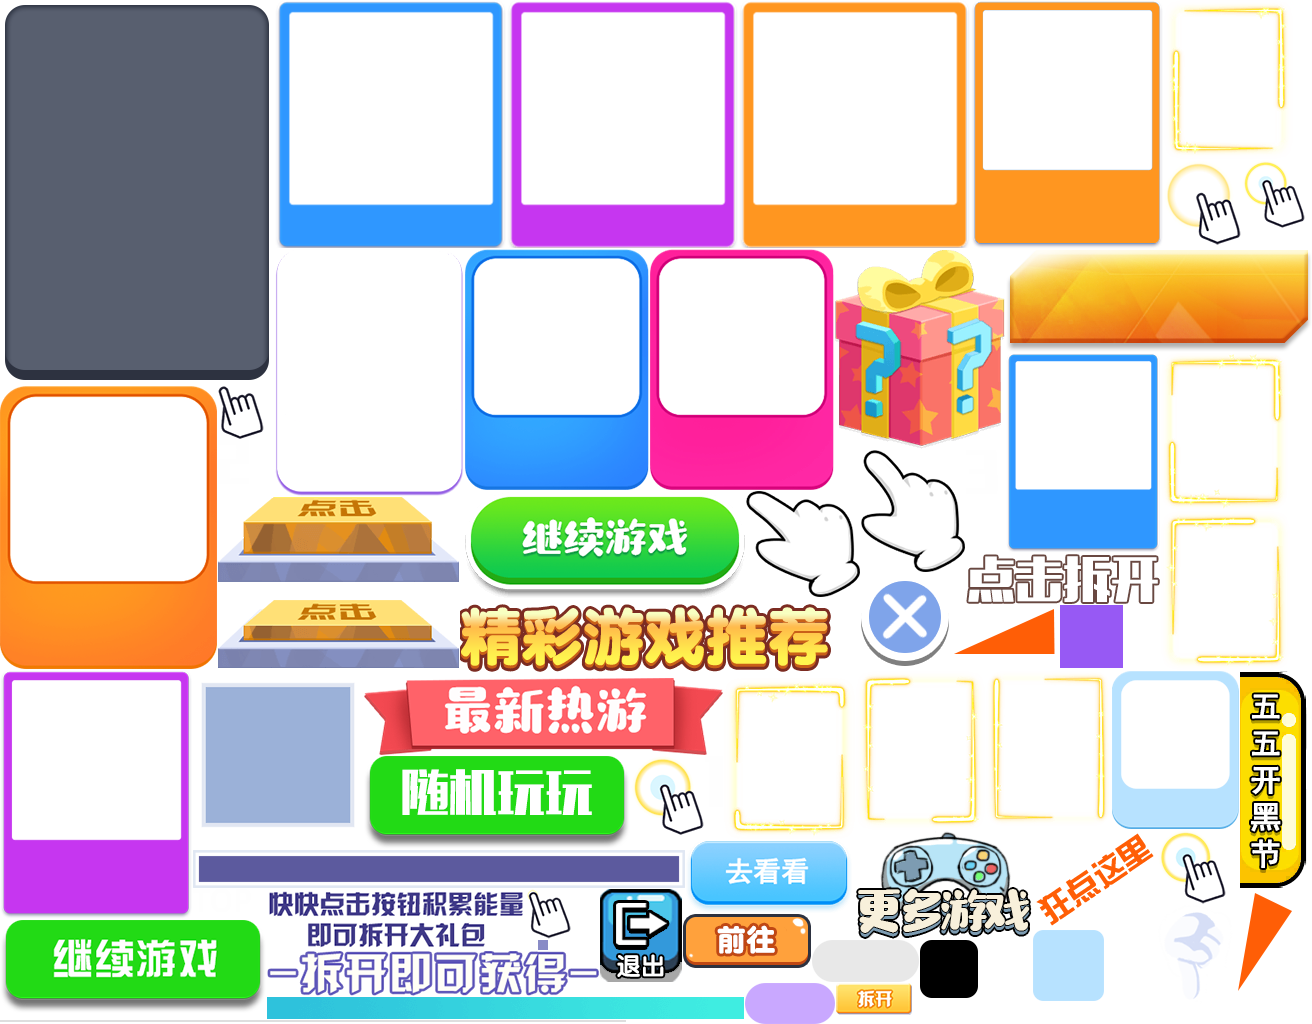 点击
继续游戏
点击拆开
点击
精彩游戏推荐
最新热游
五五开黑节
随机玩玩
去看看
狂点这里
更多游戏
快快点击按钮积累能量
即可拆开大礼包
前往
继续游戏
退出
拆开即可获得
拆开